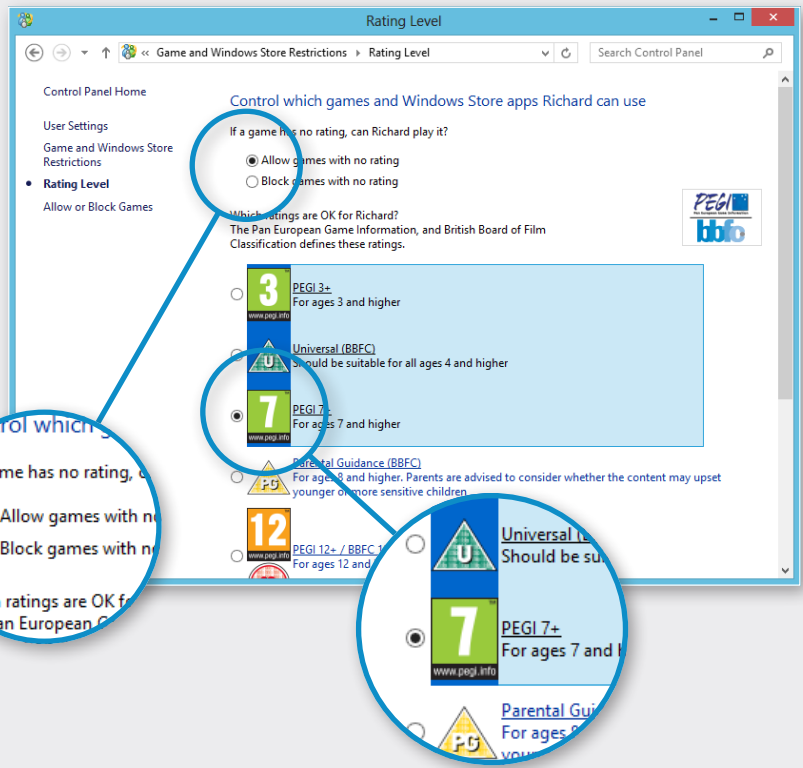 Rating Level
« Game and Windows Store Restrictions ▸ Rating Level
Search Control Panel
Control Panel Home
User Settings
Game and Windows Store
Restrictions
• Rating Level
Allow or Block Games
Control which games and Windows Store apps Richard can use
If a game has no rating, can Richard play it?
Allow games with no rating
Block games with no rating
Which ratings are OK for Richard?
The Pan European Game Information, and British Board of Film
Classification defines these ratings.
PEGI
Pan European Game Information
bbfc
3
www.pegi.info
PEGI 3+
For ages 3 and higher
U
Universal (BBFC)
Should be suitable for all ages 4 and higher
7
www.pegi.info
PEGI 7+
For ages 7 and higher
PG
Parental Guidance (BBFC)
For ages 8 and higher. Parents are advised to consider whether the content may upset
younger or more sensitive children.
12
www.pegi.info
PEGI 12+ / BBFC
For ages 12 and
which
me has no rating,
Allow games with
Block games with
ratings are OK
European
U
Universal
Should be
7
www.pegi.info
PEGI 7+
For ages 7 and
PG
Parental
For ages